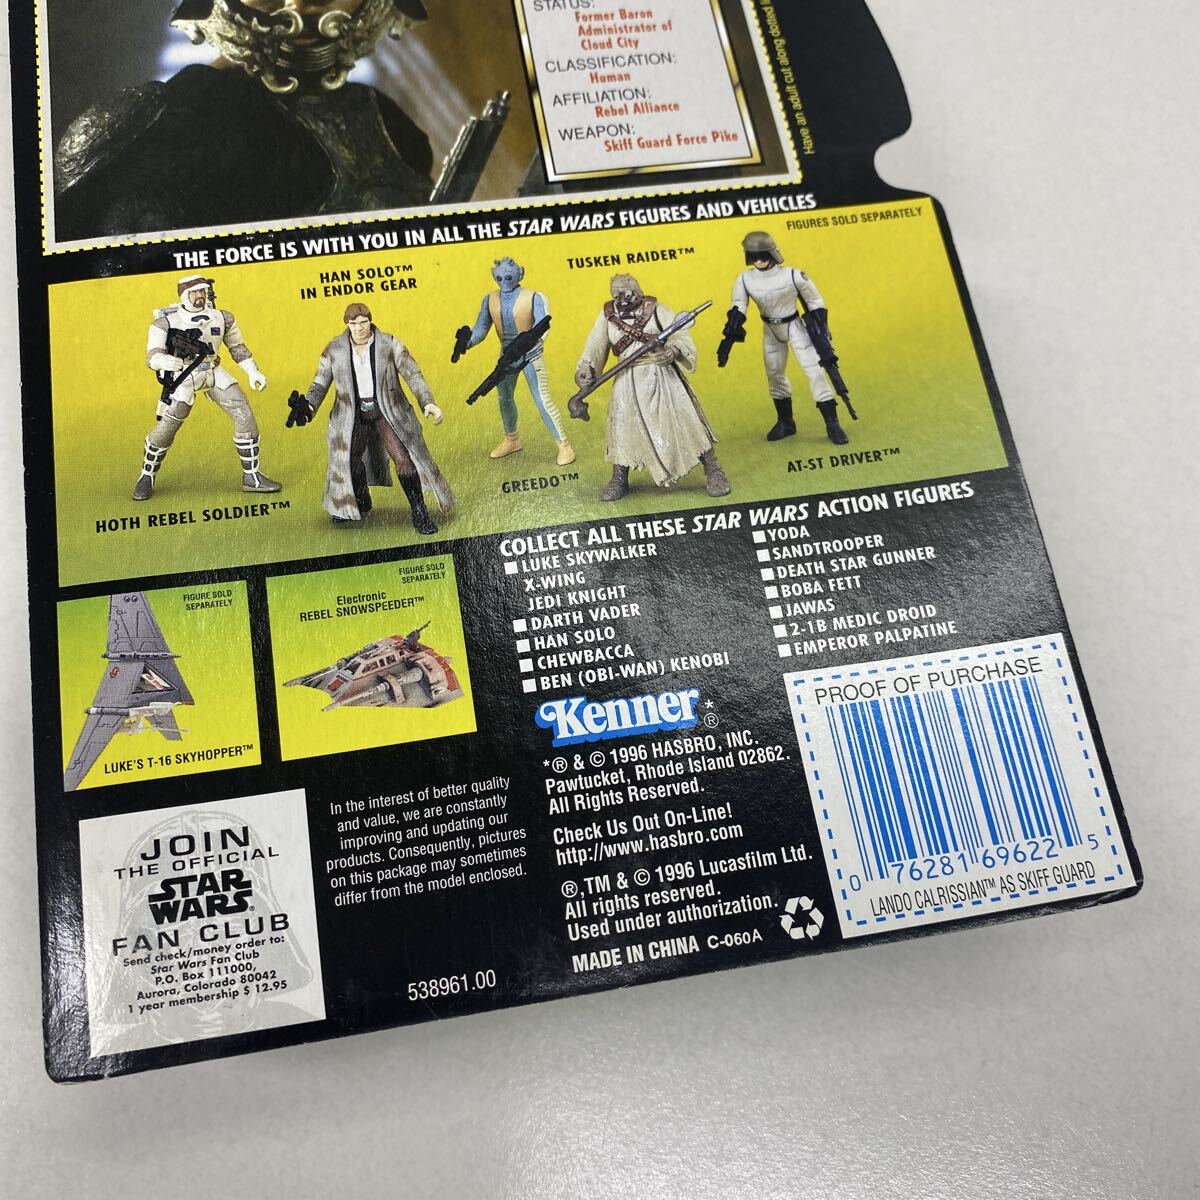 STATUS:
Former Baron
Administrator of
Cloud City
CLASSIFICATION:
Human
AFFILIATION:
Rebel Alliance
WEAPON:
Skiff Guard Force Pike
Have an adult cut along dotted li
THE FORCE IS WITH YOU IN ALL THE STAR WARS FIGURES AND VEHICLES
FIGURES SOLD SEPARATELY
HAN SOLO™
IN ENDOR GEAR
TUSKEN RAIDER™
HOTH REBEL SOLDIER™
GREEDO™
AT-ST DRIVER™
FIGURE SOLD
SEPARATELY
LUKE'S T-16 SKYHOPPER™
FIGURE SOLD
SEPARATELY
Electronic
REBEL SNOWSPEEDER™
COLLECT ALL THESE STAR WARS ACTION FIGURES
LUKE SKYWALKER
X-WING
JEDI KNIGHT
DARTH VADER
HAN SOLO
CHEWBACCA
BEN (OBI-WAN) KENOBI
YODA
SANDTROOPER
DEATH STAR GUNNER
BOBA FETT
JAWAS
2-1B MEDIC DROID
EMPEROR PALPATINE
Kenner®*
*® & © 1996 HASBRO, INC.
Pawtucket, Rhode Island 02862.
All Rights Reserved.
Check Us Out On-Line!
http://www.hasbro.com
®,TM & © 1996 Lucasfilm Ltd.
All rights reserved.
Used under authorization.
MADE IN CHINA C-060A
PROOF OF PURCHASE
0 76281 69622 5
LANDO CALRISSIAN™ AS SKIFF GUARD
In the interest of better quality
and value, we are constantly
improving and updating our
products. Consequently, pictures
on this package may sometimes
differ from the model enclosed.
538961.00
JOIN
THE OFFICIAL
STAR
WARS®
FAN CLUB
Send check/money order to:
Star Wars Fan Club
P.O. Box 111000,
Aurora, Colorado 80042
1 year membership $ 12.95